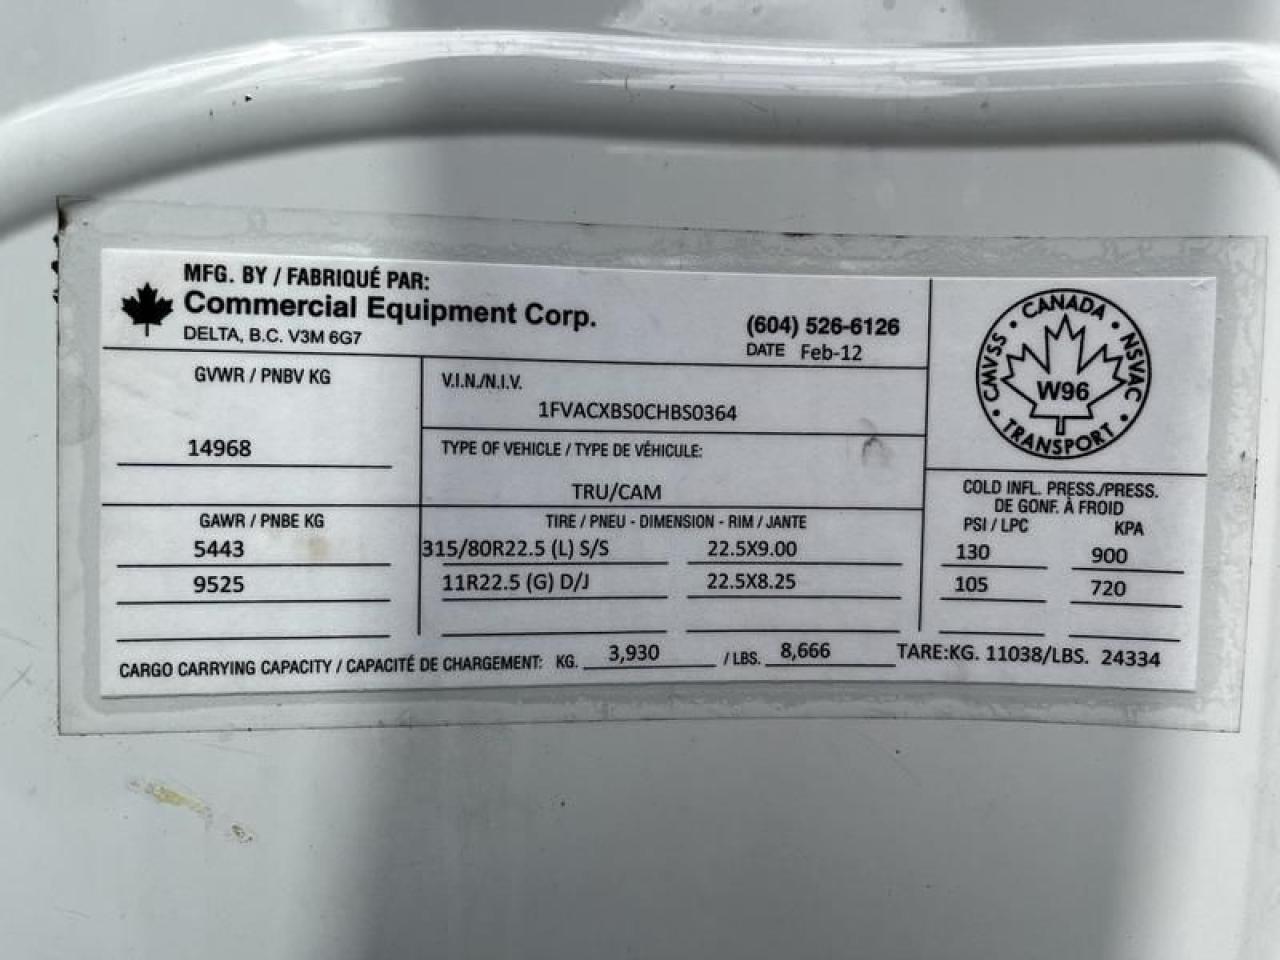 MFG. BY / FABRIQUÉ PAR:
Commercial Equipment Corp.
DELTA, B.C. V3M 6G7
(604) 526-6126
DATE Feb-12
CANADA • NSVAC • TRANSPORT • CMVSS •
W96
GVWR / PNBV KG
14968
V.I.N./N.I.V.
1FVACXBS0CHBS0364
TYPE OF VEHICLE / TYPE DE VÉHICULE:
TRU/CAM
GAWR / PNBE KG TIRE / PNEU - DIMENSION - RIM / JANTE
COLD INFL. PRESS./PRESS.
DE GONF. À FROID
PSI / LPC KPA
5443 315/80R22.5 (L) S/S 22.5X9.00 130 900
9525 11R22.5 (G) D/J 22.5X8.25 105 720
CARGO CARRYING CAPACITY / CAPACITÉ DE CHARGEMENT: KG. 3,930 / LBS. 8,666 TARE:KG. 11038/LBS. 24334